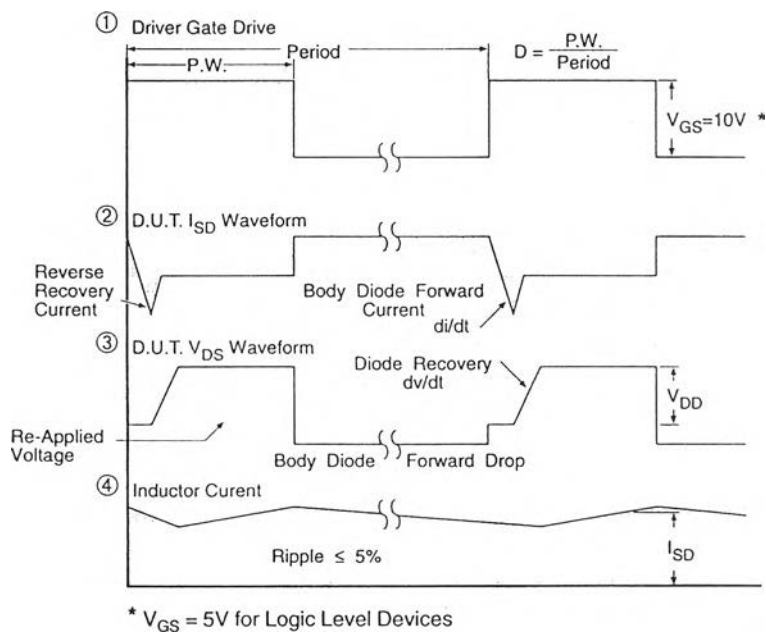 ① Driver Gate Drive
Period
P.W.
D = P.W. / Period
V_GS=10V *
② D.U.T. I_SD Waveform
Reverse
Recovery
Current
Body Diode Forward
Current
di/dt
③ D.U.T. V_DS Waveform
Diode Recovery
dv/dt
V_DD
Re-Applied
Voltage
Body Diode Forward Drop
④ Inductor Curent
Ripple ≤ 5%
I_SD
* V_GS = 5V for Logic Level Devices